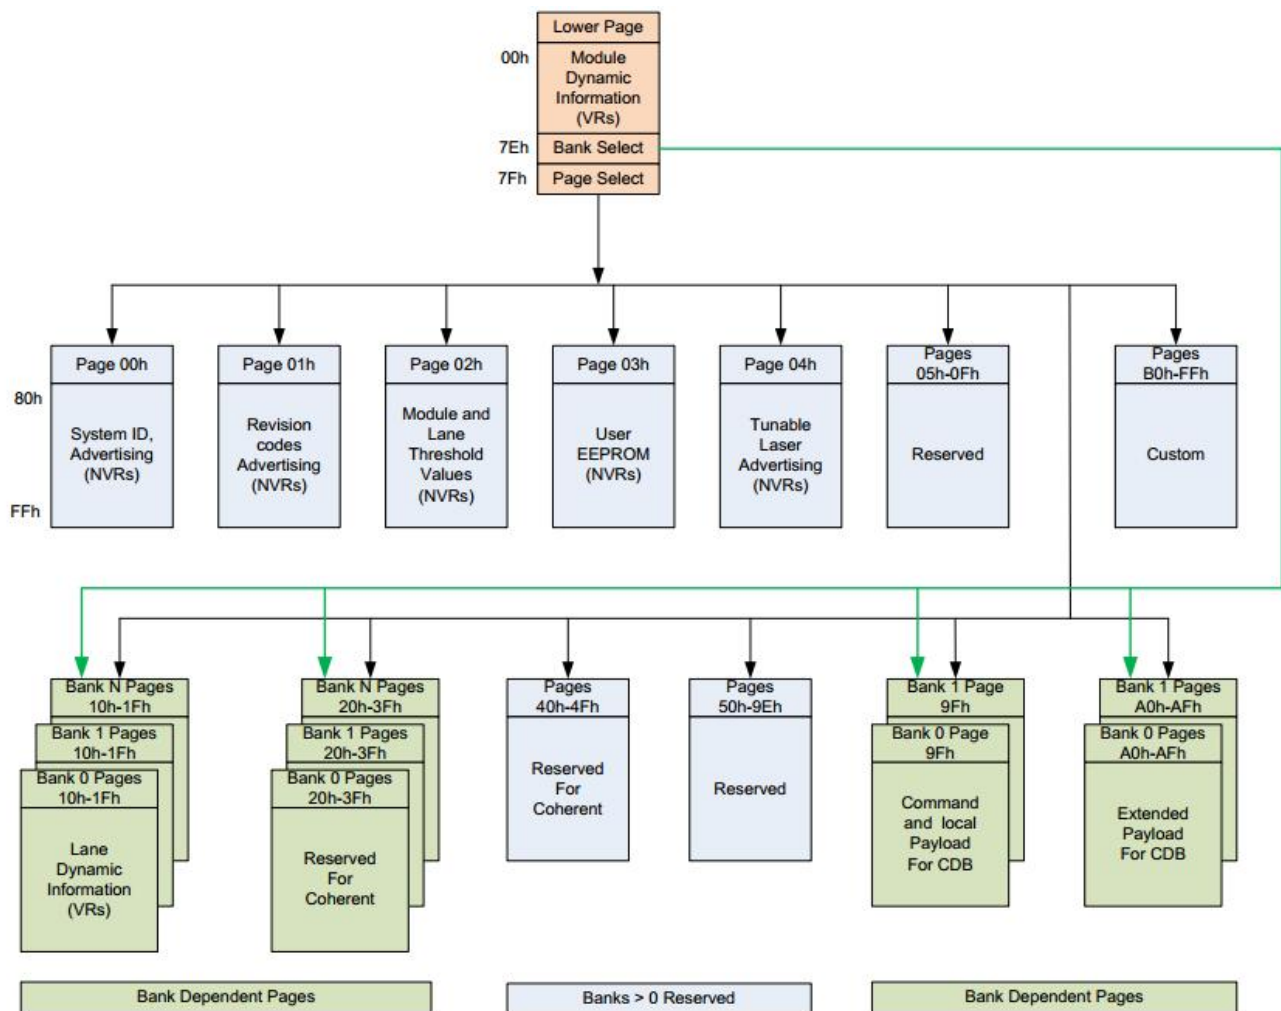 Lower Page
00h
Module
Dynamic
Information
(VRs)
7Eh
Bank Select
7Fh
Page Select
Page 00h
Page 01h
Page 02h
Page 03h
Page 04h
Pages
05h-0Fh
Pages
B0h-FFh
80h
FFh
System ID,
Advertising
(NVRs)
Revision
codes
Advertising
(NVRs)
Module and
Lane
Threshold
Values
(NVRs)
User
EEPROM
(NVRs)
Tunable
Laser
Advertising
(NVRs)
Reserved
Custom
Bank N Pages
10h-1Fh
Bank 1 Pages
10h-1Fh
Bank 0 Pages
10h-1Fh
Lane
Dynamic
Information
(VRs)
Bank N Pages
20h-3Fh
Bank 1 Pages
20h-3Fh
Bank 0 Pages
20h-3Fh
Reserved
For
Coherent
Pages
40h-4Fh
Reserved
For
Coherent
Pages
50h-9Eh
Reserved
Bank 1 Page
9Fh
Bank 0 Page
9Fh
Command
and local
Payload
For CDB
Bank 1 Pages
A0h-AFh
Bank 0 Pages
A0h-AFh
Extended
Payload
For CDB
Bank Dependent Pages
Banks > 0 Reserved
Bank Dependent Pages